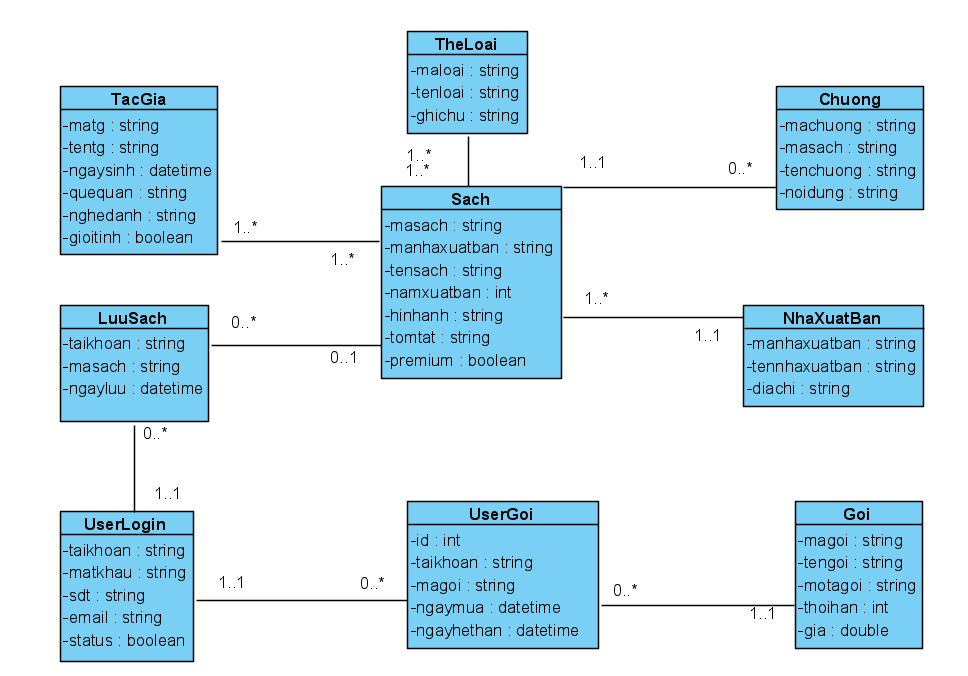 TheLoai
-maloai : string
-tenloai : string
-ghichu : string
TacGia
-matg : string
-tentg : string
-ngaysinh : datetime
-quequan : string
-nghedanh : string
-gioitinh : boolean
Chuong
-machuong : string
-masach : string
-tenchuong : string
-noidung : string
1..*
1..*
1..1
0..*
Sach
-masach : string
-manhaxuatban : string
-tensach : string
-namxuatban : int
-hinhanh : string
-tomtat : string
-premium : boolean
1..*
1..*
LuuSach
-taikhoan : string
-masach : string
-ngayluu : datetime
0..*
0..1
1..*
1..1
NhaXuatBan
-manhaxuatban : string
-tennhaxuatban : string
-diachi : string
0..*
1..1
UserLogin
-taikhoan : string
-matkhau : string
-sdt : string
-email : string
-status : boolean
1..1
0..*
UserGoi
-id : int
-taikhoan : string
-magoi : string
-ngaymua : datetime
-ngayhethan : datetime
0..*
1..1
Goi
-magoi : string
-tengoi : string
-motagoi : string
-thoihan : int
-gia : double